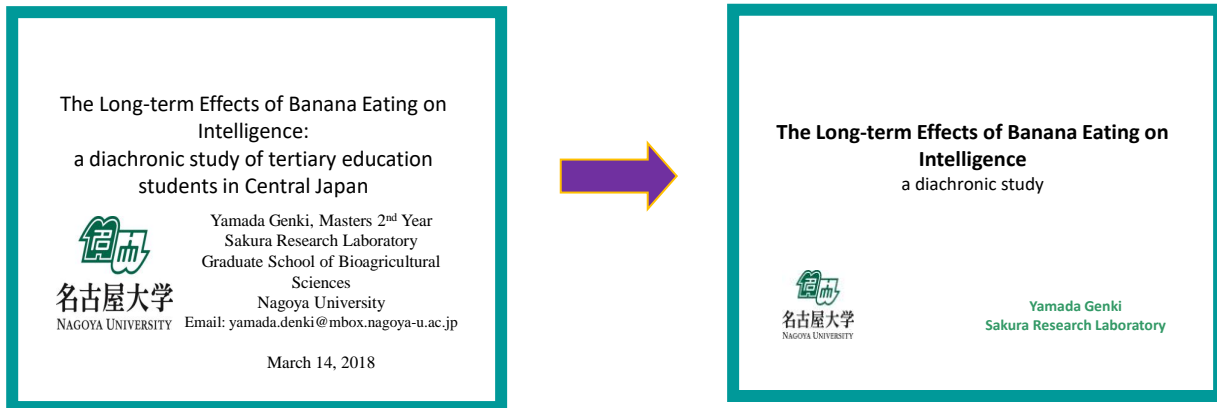 The Long-term Effects of Banana Eating on
Intelligence:
a diachronic study of tertiary education
students in Central Japan
名古屋大学
NAGOYA UNIVERSITY
Yamada Genki, Masters 2nd Year
Sakura Research Laboratory
Graduate School of Bioagricultural
Sciences
Nagoya University
Email: yamada.denki@mbox.nagoya-u.ac.jp
March 14, 2018
The Long-term Effects of Banana Eating on
Intelligence
a diachronic study
名古屋大学
NAGOYA UNIVERSITY
Yamada Genki
Sakura Research Laboratory